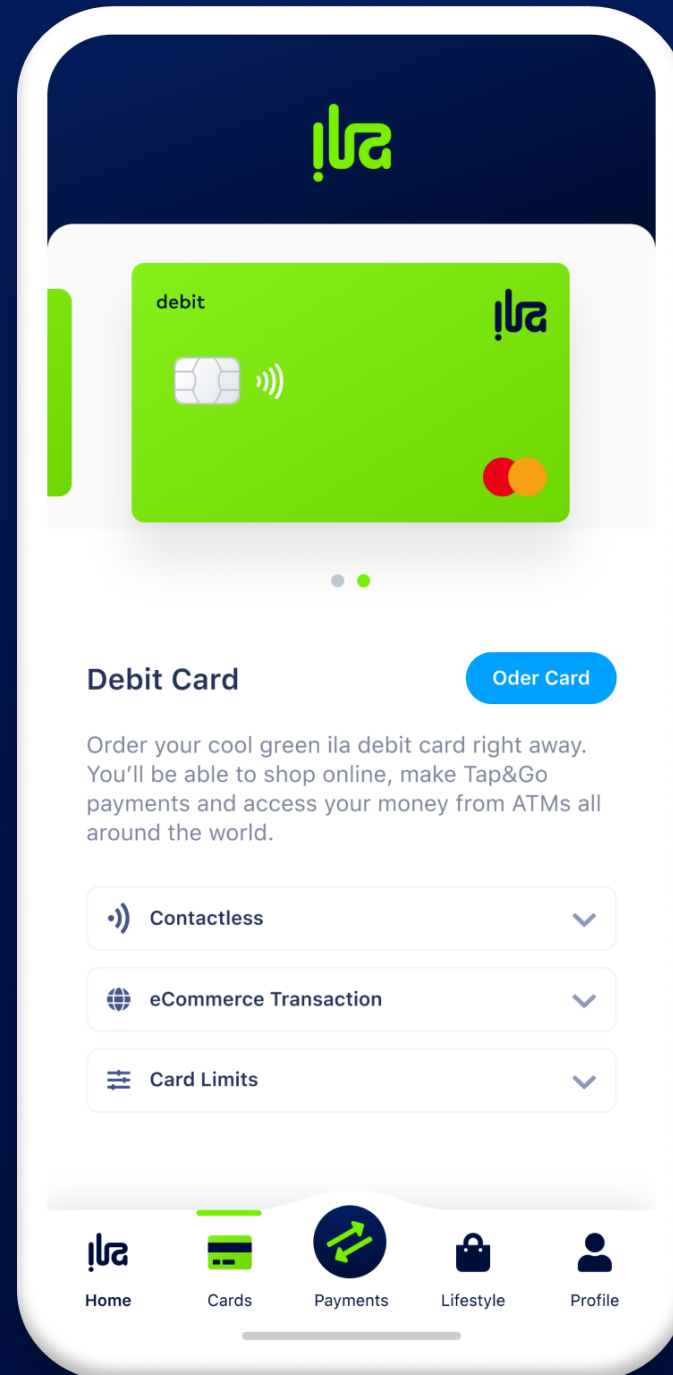 ila
debit
ila
Debit Card
Oder Card
Order your cool green ila debit card right away.
You’ll be able to shop online, make Tap&Go
payments and access your money from ATMs all
around the world.
Contactless
eCommerce Transaction
Card Limits
ila
Home
Cards
Payments
Lifestyle
Profile